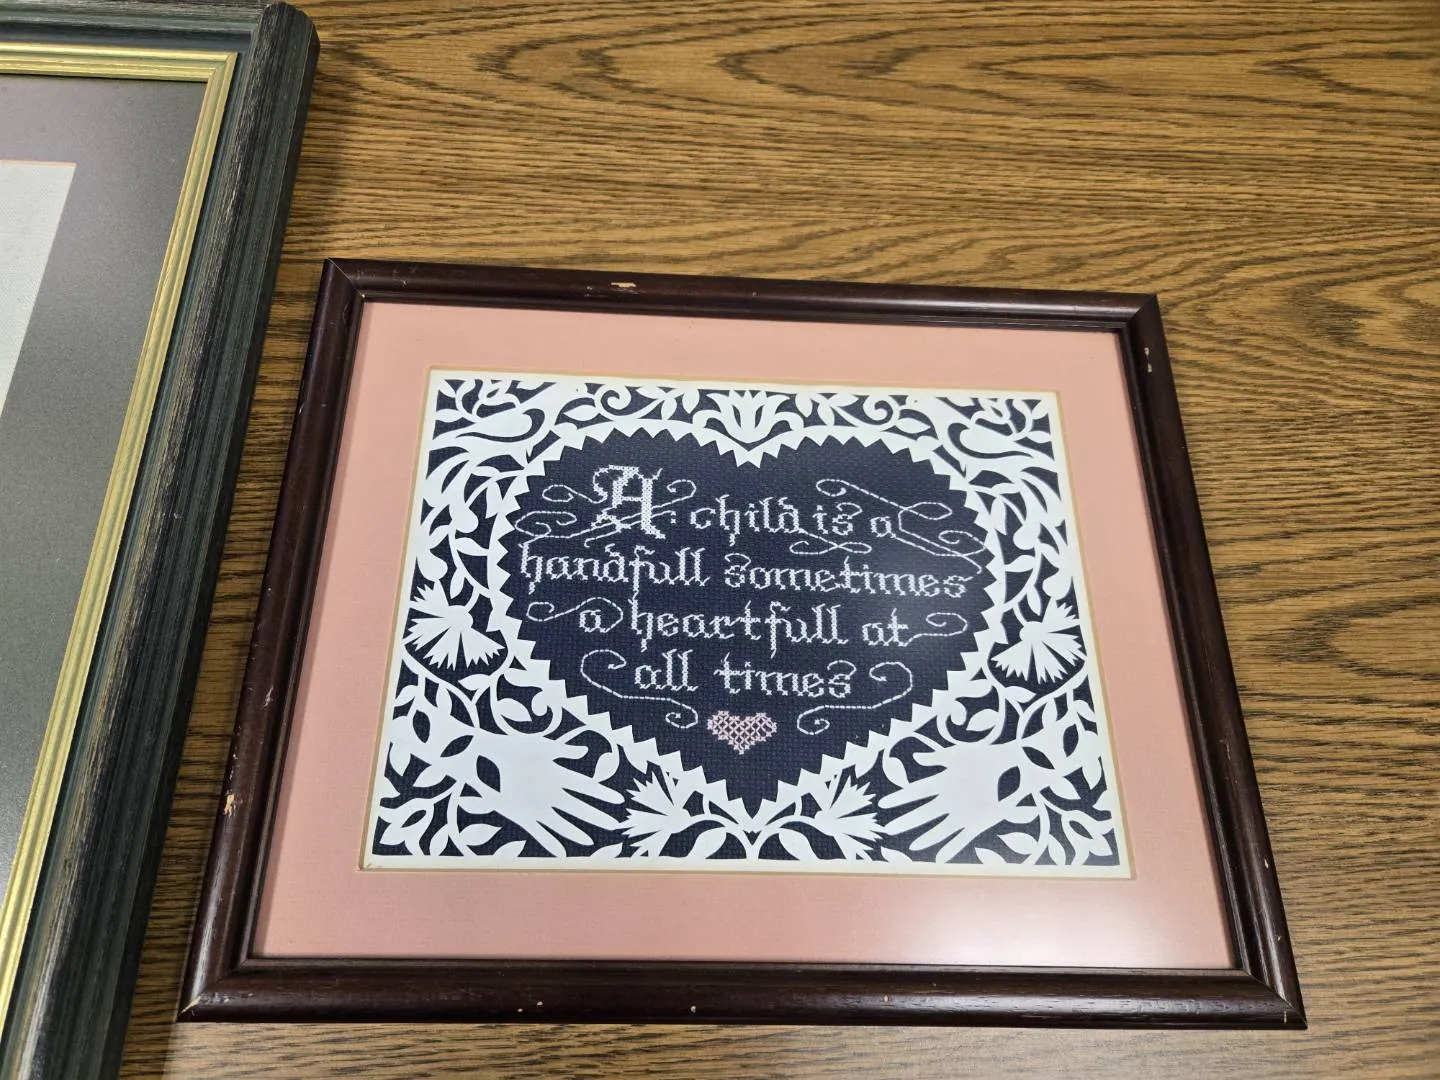 A child is a
handfull sometimes
a heartfull at
all times